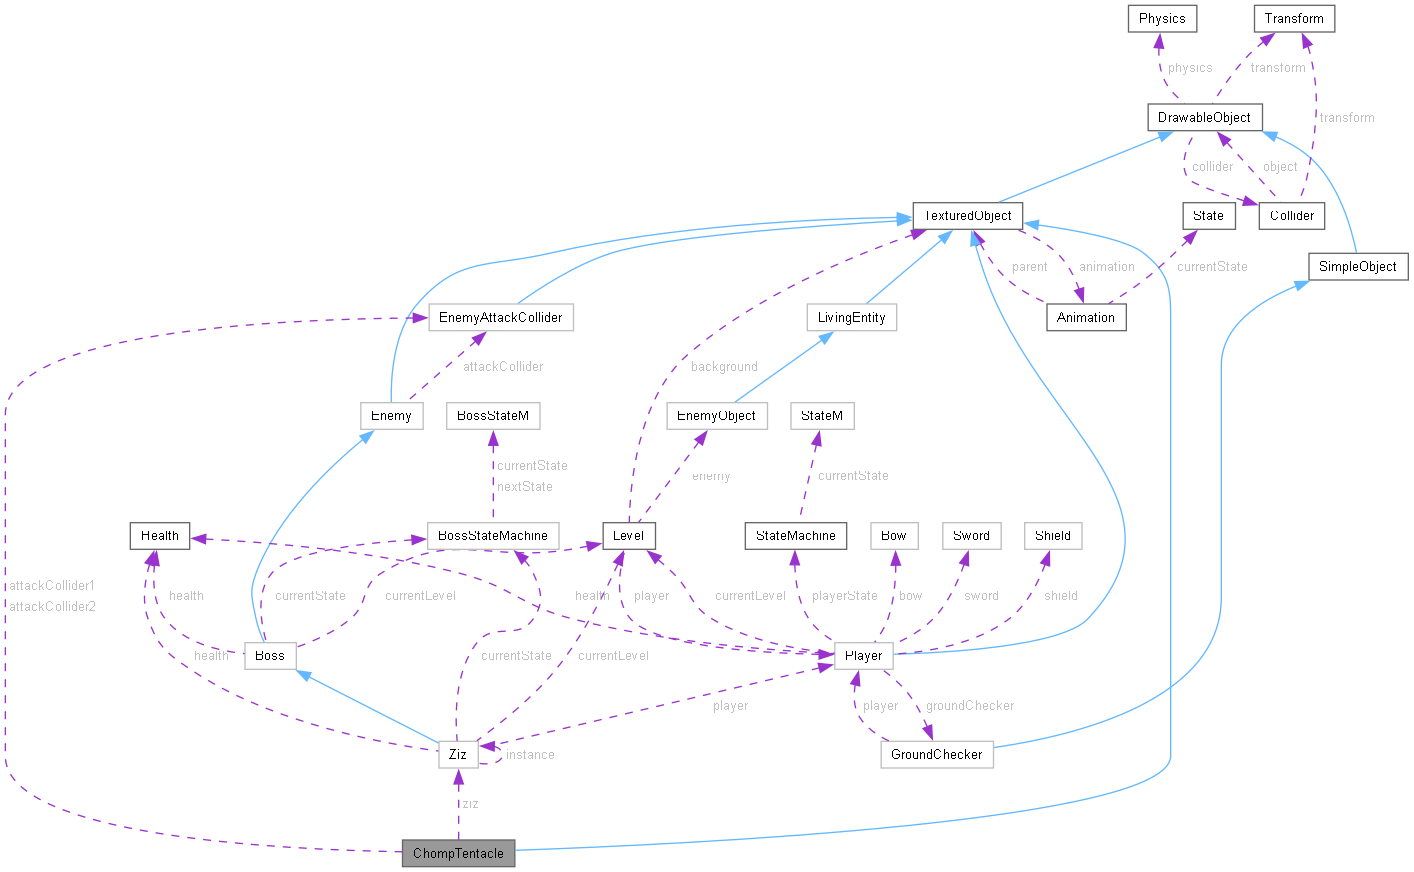 Physics
Transform
physics
transform
DrawableObject
transform
collider
object
TexturedObject
State
Collider
parent
animation
currentState
SimpleObject
EnemyAttackCollider
LivingEntity
Animation
attackCollider
background
Enemy
BossStateM
EnemyObject
StateM
currentState
nextState
enemy
currentState
Health
BossStateMachine
Level
StateMachine
Bow
Sword
Shield
attackCollider1
attackCollider2
health
currentState
currentLevel
health
player
currentLevel
playerState
bow
sword
shield
health
Boss
currentState
currentLevel
Player
player
player
groundChecker
Ziz
instance
GroundChecker
ziz
ChompTentacle